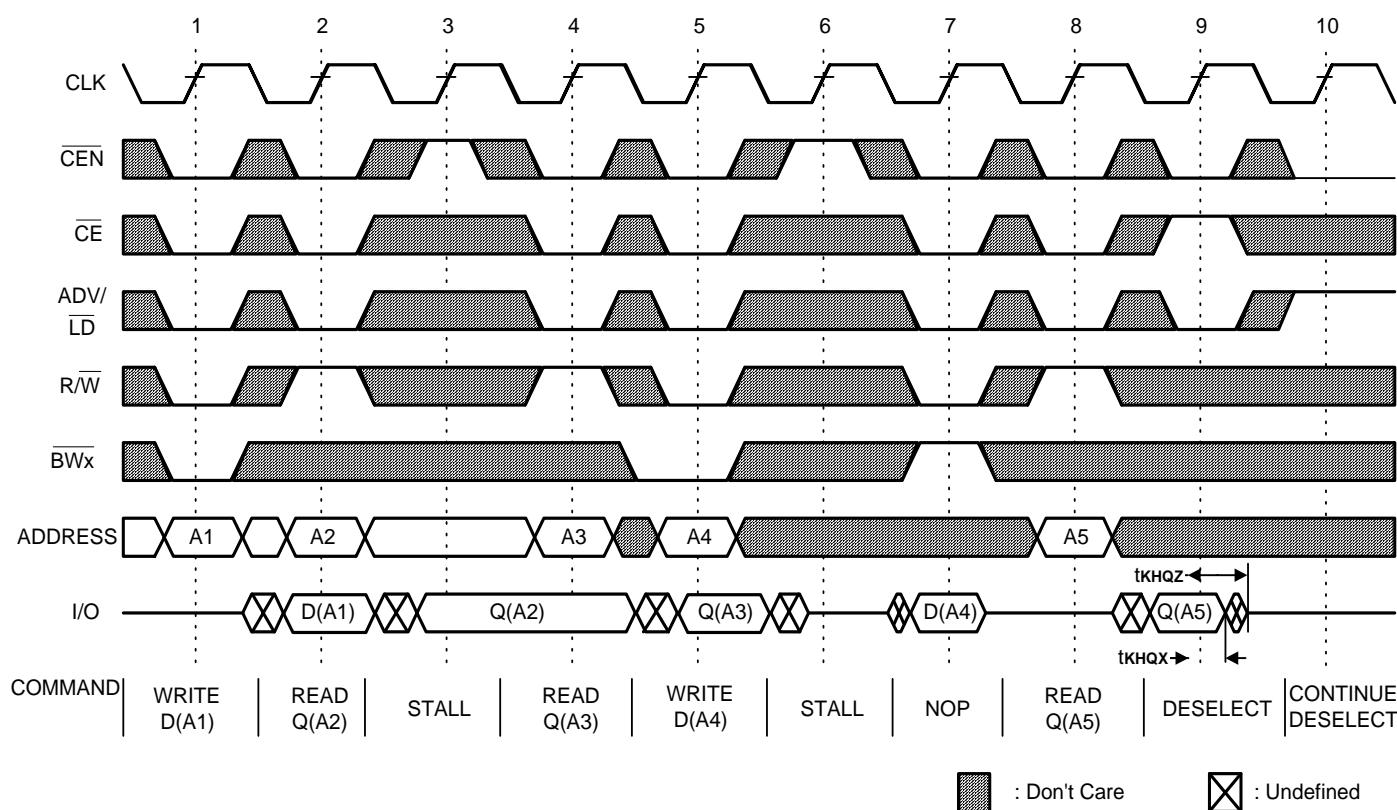 1 2 3 4 5 6 7 8 9 10
CLK
CEN
CE
ADV/
LD
R/W
BWx
ADDRESS A1 A2 A3 A4 A5
tKHQZ
I/O D(A1) Q(A2) Q(A3) D(A4) Q(A5)
tKHQX
COMMAND
WRITE
D(A1)
READ
Q(A2)
STALL
READ
Q(A3)
WRITE
D(A4)
STALL
NOP
READ
Q(A5)
DESELECT
CONTINUE
DESELECT
: Don't Care : Undefined